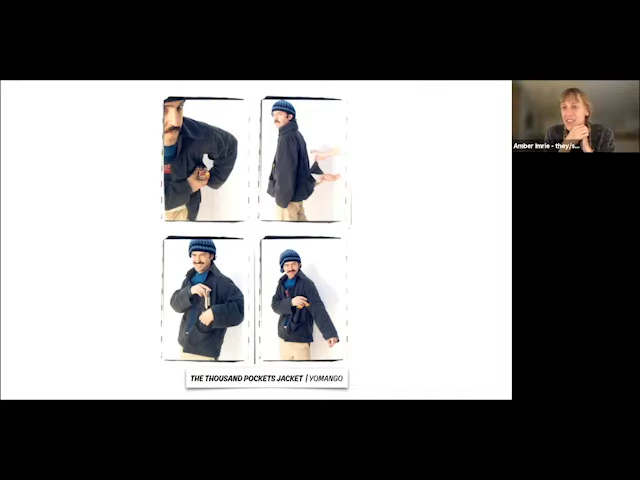 Amber Imrie - they/s...
THE THOUSAND POCKETS JACKET | YOMANGO